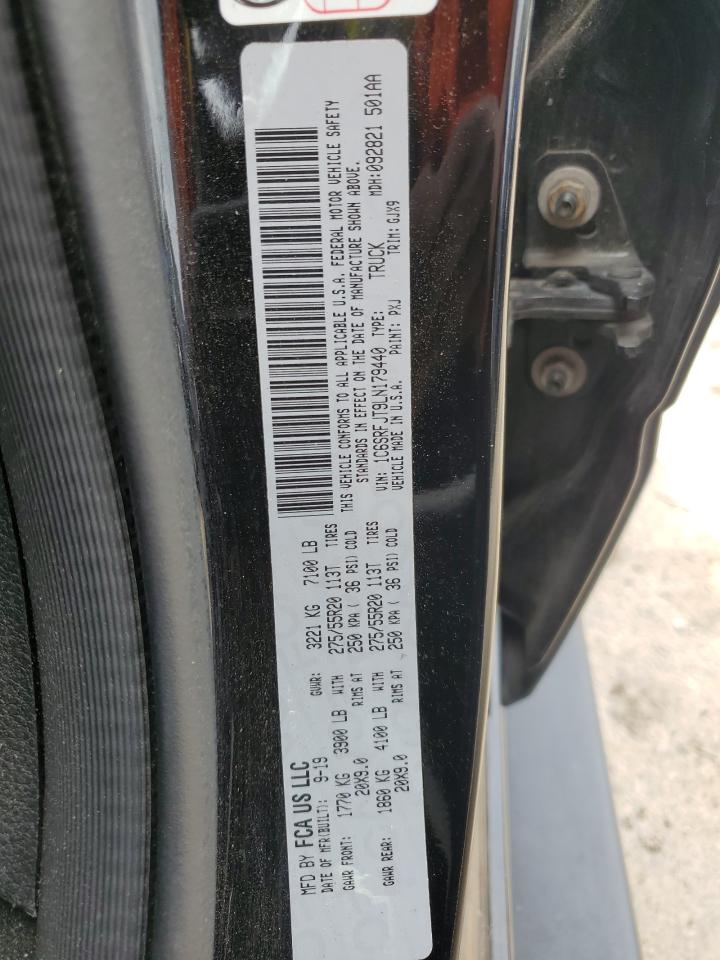 MFD BY FCA US LLC
DATE OF MFR(BUILT): 9-19 GVWR: 3221 KG 7100 LB
GAWR FRONT: 1770 KG 3900 LB WITH 275/55R20 113T TIRES
20X9.0 RIMS AT 250 KPA ( 36 PSI) COLD
GAWR REAR: 1860 KG 4100 LB WITH 275/55R20 113T TIRES
20X9.0 RIMS AT 250 KPA ( 36 PSI) COLD
THIS VEHICLE CONFORMS TO ALL APPLICABLE U.S.A. FEDERAL MOTOR VEHICLE SAFETY
STANDARDS IN EFFECT ON THE DATE OF MANUFACTURE SHOWN ABOVE.
MDH:092821 501AA
VIN: 1C6SRFJT9LN179440 TYPE: TRUCK
VEHICLE MADE IN U.S.A. PAINT: PXJ TRIM: GJX9